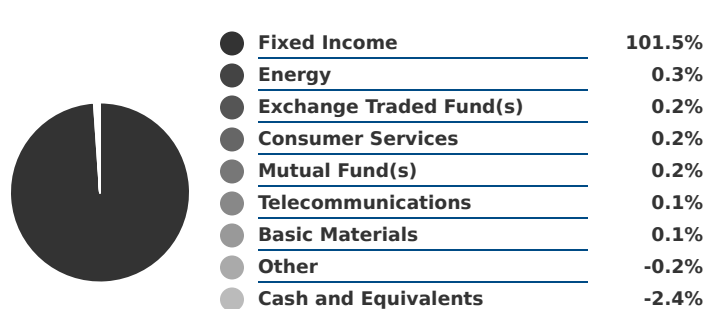 Fixed Income 101.5%
Energy 0.3%
Exchange Traded Fund(s) 0.2%
Consumer Services 0.2%
Mutual Fund(s) 0.2%
Telecommunications 0.1%
Basic Materials 0.1%
Other -0.2%
Cash and Equivalents -2.4%